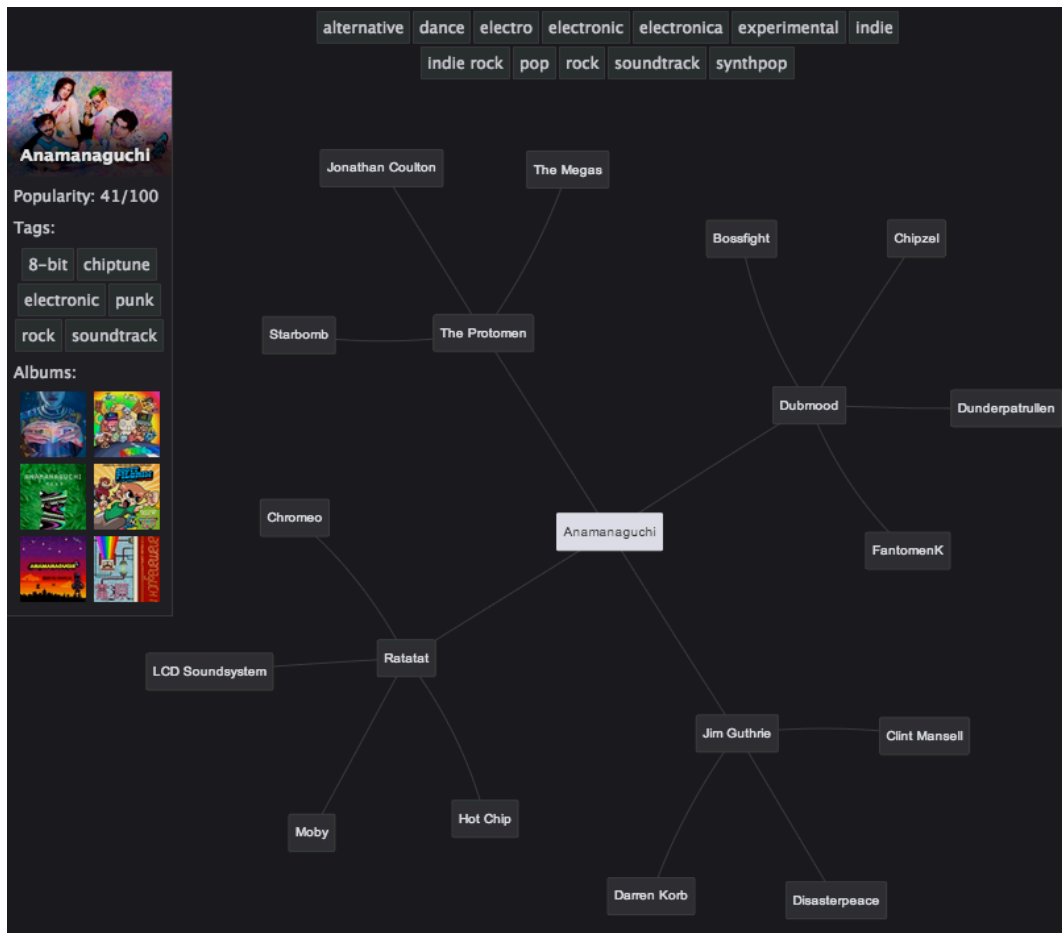 alternative dance electro electronic electronica experimental indie
indie rock pop rock soundtrack synthpop
Anamanaguchi
Popularity: 41/100
Tags:
8-bit chiptune
electronic punk
rock soundtrack
Albums:
ANAMANAGUCHI
Jonathan Coulton
The Megas
Bossfight
Chipzel
Starbomb
The Protomen
Dubmood
Dunderpatrullen
Chromeo
Anamanaguchi
FantomenK
LCD Soundsystem
Ratatat
Jim Guthrie
Clint Mansell
Moby
Hot Chip
Darren Korb
Disasterpeace